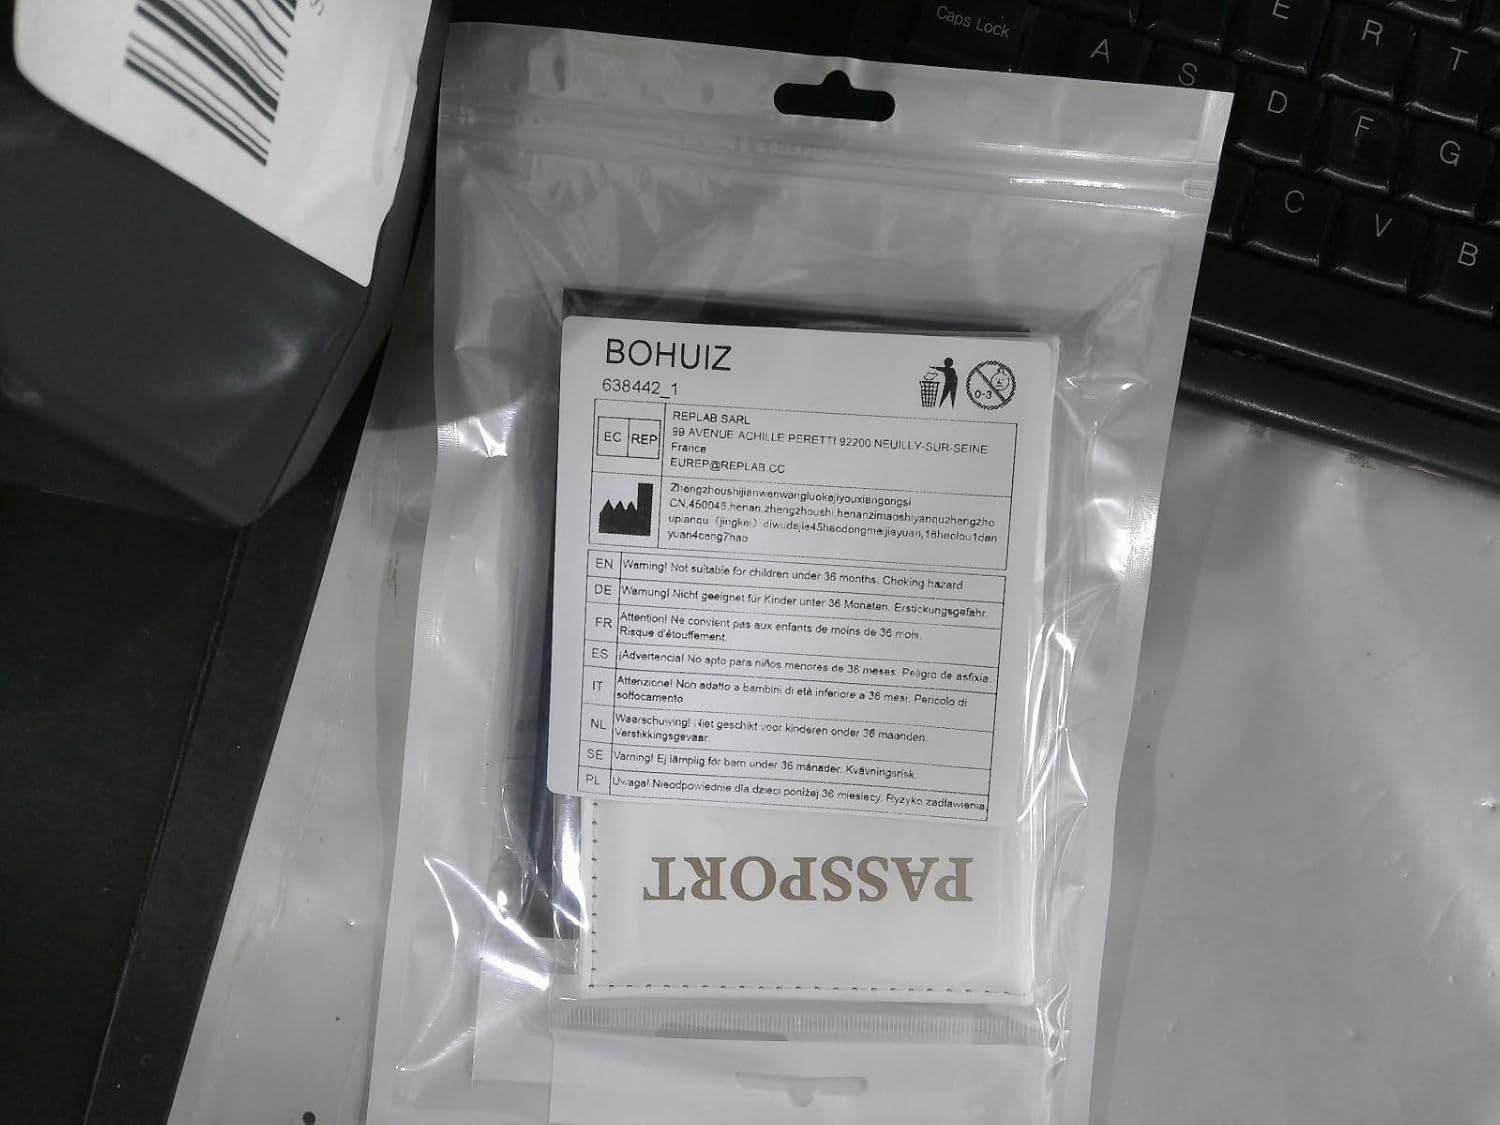 Caps Lock
A
S
E
R
T
D
F
G
C
V
B
BOHUIZ
638442_1
0-3
EC REP
REPLAB SARL
99 AVENUE ACHILLE PERETTI 92200 NEUILLY-SUR-SEINE
France
EUREP@REPLAB.CC
Zhengzhoushijianwenwangluokejiyouxiangongsi
CN,450046,henan,zhengzhoushi,henanzimaoshiyanquzhengzho
upianqu（jingkai）diwudajie45haodongmeijiayuan,18haolou1dan
yuan4ceng7hao
EN Warning! Not suitable for children under 36 months. Choking hazard
DE Warnung! Nicht geeignet für Kinder unter 36 Monaten. Erstickungsgefahr.
FR Attention! Ne convient pas aux enfants de moins de 36 mois.
Risque d'étouffement.
ES ¡Advertencia! No apto para niños menores de 36 meses. Peligro de asfixia.
IT Attenzione! Non adatto a bambini di età inferiore a 36 mesi. Pericolo di
soffocamento
NL Waarschuwing! Niet geschikt voor kinderen onder 36 maanden.
Verstikkingsgevaar.
SE Varning! Ej lämplig för barn under 36 månader. Kvävningsrisk
PL Uwaga! Nieodpowiednie dla dzieci poniżej 36 miesięcy. Ryzyko zadławienia.
PASSPORT